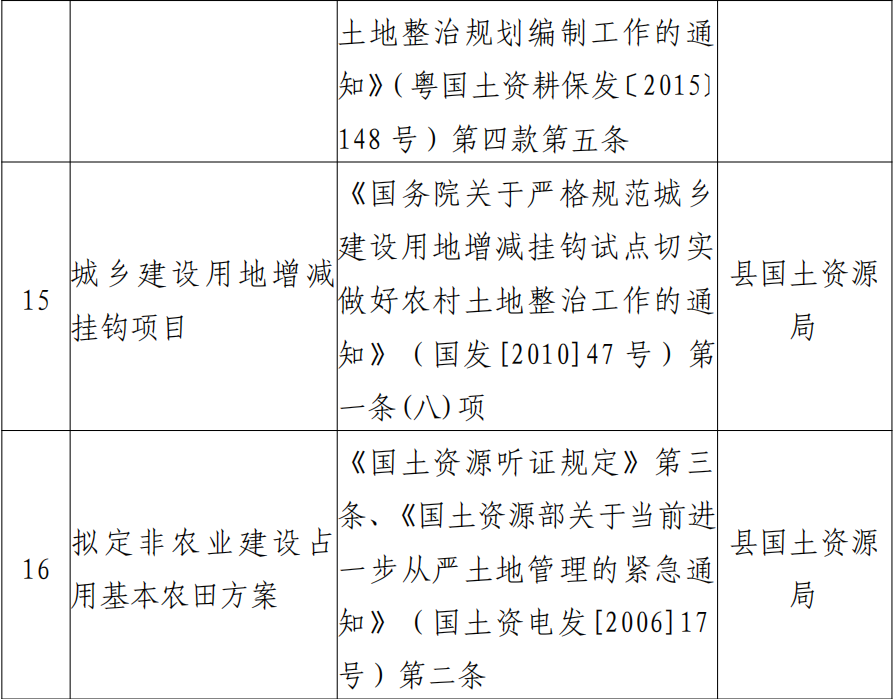 土地整治规划编制工作的通
知》（粤国土资耕保发〔2015〕
148 号）第四款第五条
15
城乡建设用地增减
挂钩项目
《国务院关于严格规范城乡
建设用地增减挂钩试点切实
做好农村土地整治工作的通
知》（国发[2010]47 号）第
一条(八)项
县国土资源
局
16
拟定非农业建设占
用基本农田方案
《国土资源听证规定》第三
条、《国土资源部关于当前进
一步从严土地管理的紧急通
知》（国土资电发[2006]17
号）第二条
县国土资源
局